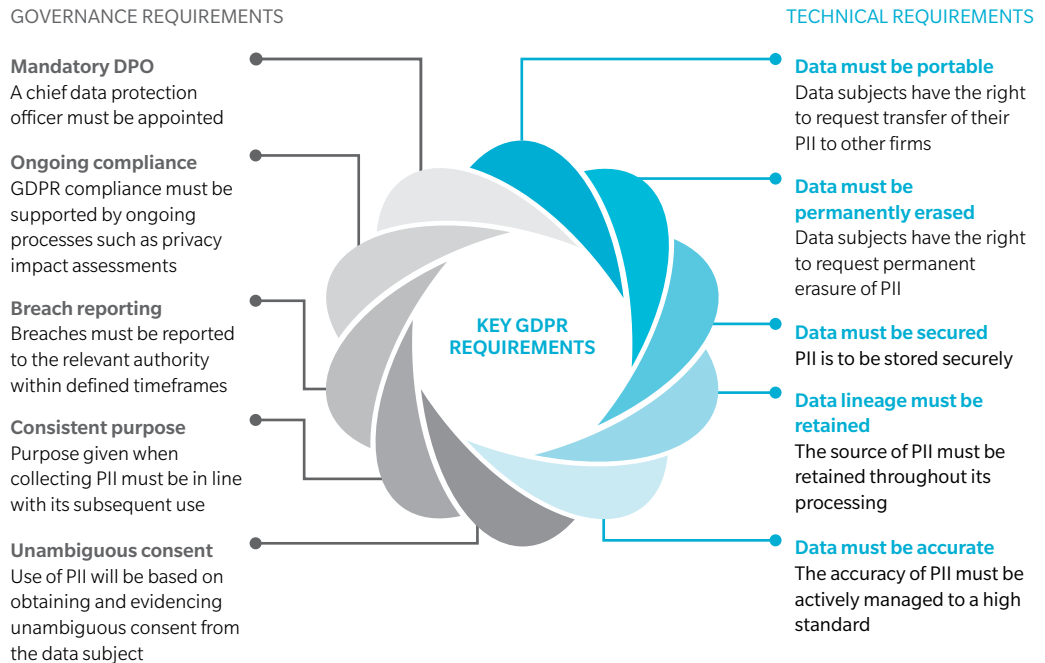 GOVERNANCE REQUIREMENTS
Mandatory DPO
A chief data protection
officer must be appointed
Ongoing compliance
GDPR compliance must be
supported by ongoing
processes such as privacy
impact assessments
Breach reporting
Breaches must be reported
to the relevant authority
within defined timeframes
Consistent purpose
Purpose given when
collecting PII must be in line
with its subsequent use
Unambiguous consent
Use of PII will be based on
obtaining and evidencing
unambiguous consent from
the data subject
KEY GDPR
REQUIREMENTS
TECHNICAL REQUIREMENTS
Data must be portable
Data subjects have the right
to request transfer of their
PII to other firms
Data must be
permanently erased
Data subjects have the right
to request permanent
erasure of PII
Data must be secured
PII is to be stored securely
Data lineage must be
retained
The source of PII must be
retained throughout its
processing
Data must be accurate
The accuracy of PII must be
actively managed to a high
standard